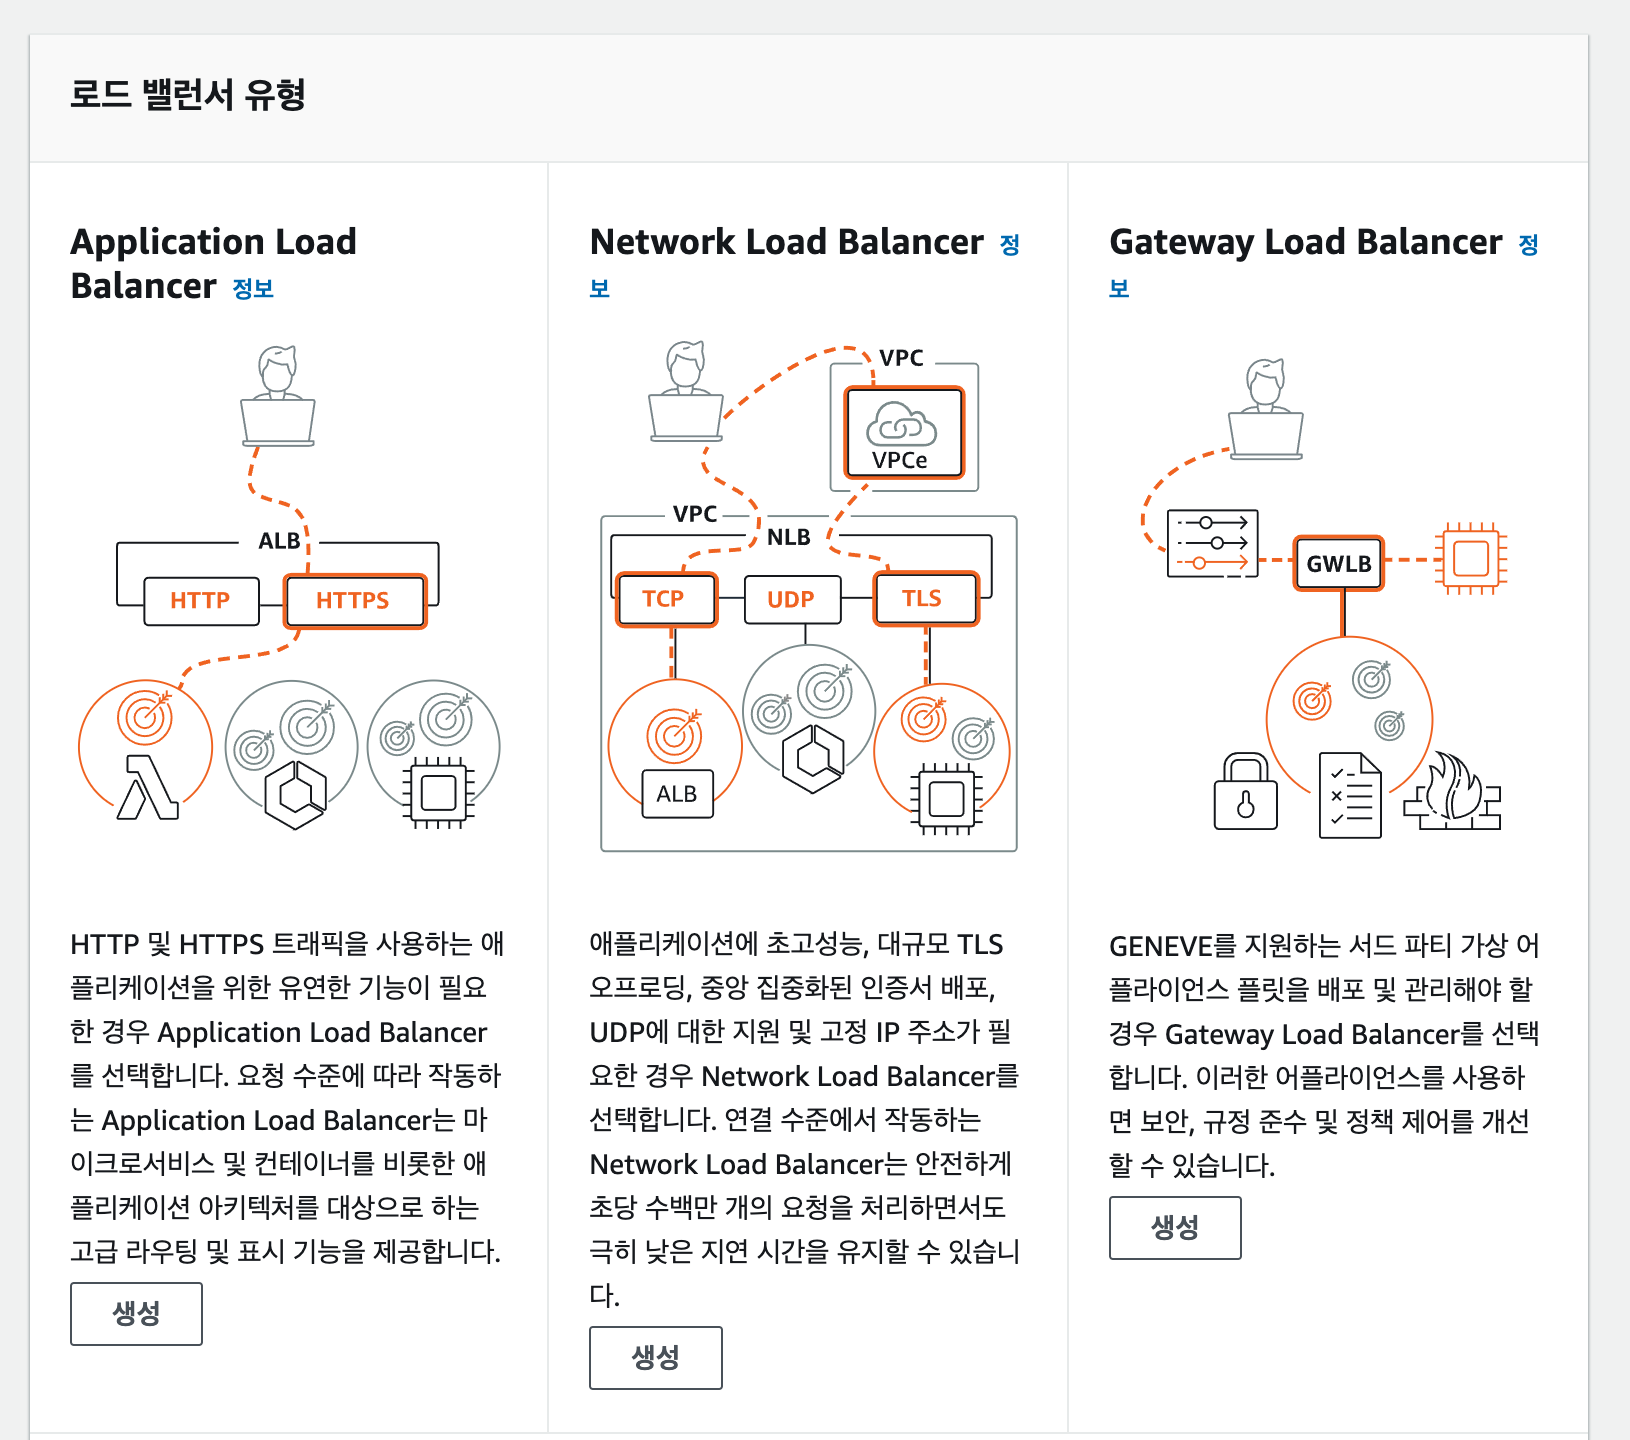 로드 밸런서 유형
Application Load
Balancer 정보
ALB
HTTP
HTTPS
HTTP 및 HTTPS 트래픽을 사용하는 애
플리케이션을 위한 유연한 기능이 필요
한 경우 Application Load Balancer
를 선택합니다. 요청 수준에 따라 작동하
는 Application Load Balancer는 마
이크로서비스 및 컨테이너를 비롯한 애
플리케이션 아키텍처를 대상으로 하는
고급 라우팅 및 표시 기능을 제공합니다.
생성
Network Load Balancer 정
보
VPC
VPCe
VPC
NLB
TCP
UDP
TLS
ALB
애플리케이션에 초고성능, 대규모 TLS
오프로딩, 중앙 집중화된 인증서 배포,
UDP에 대한 지원 및 고정 IP 주소가 필
요한 경우 Network Load Balancer를
선택합니다. 연결 수준에서 작동하는
Network Load Balancer는 안전하게
초당 수백만 개의 요청을 처리하면서도
극히 낮은 지연 시간을 유지할 수 있습니
다.
생성
Gateway Load Balancer 정
보
GWLB
GENEVE를 지원하는 서드 파티 가상 어
플라이언스 플릿을 배포 및 관리해야 할
경우 Gateway Load Balancer를 선택
합니다. 이러한 어플라이언스를 사용하
면 보안, 규정 준수 및 정책 제어를 개선
할 수 있습니다.
생성